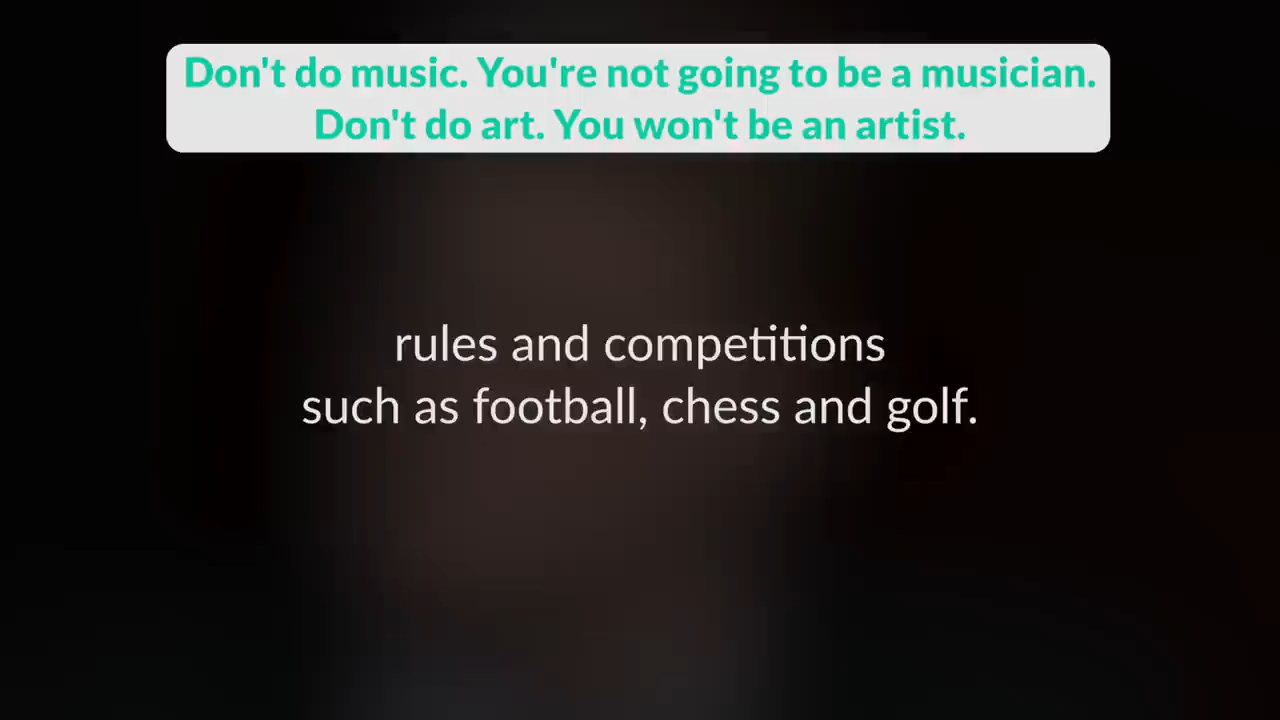 Don't do music. You're not going to be a musician.
Don't do art. You won't be an artist.
rules and competitions
such as football, chess and golf.